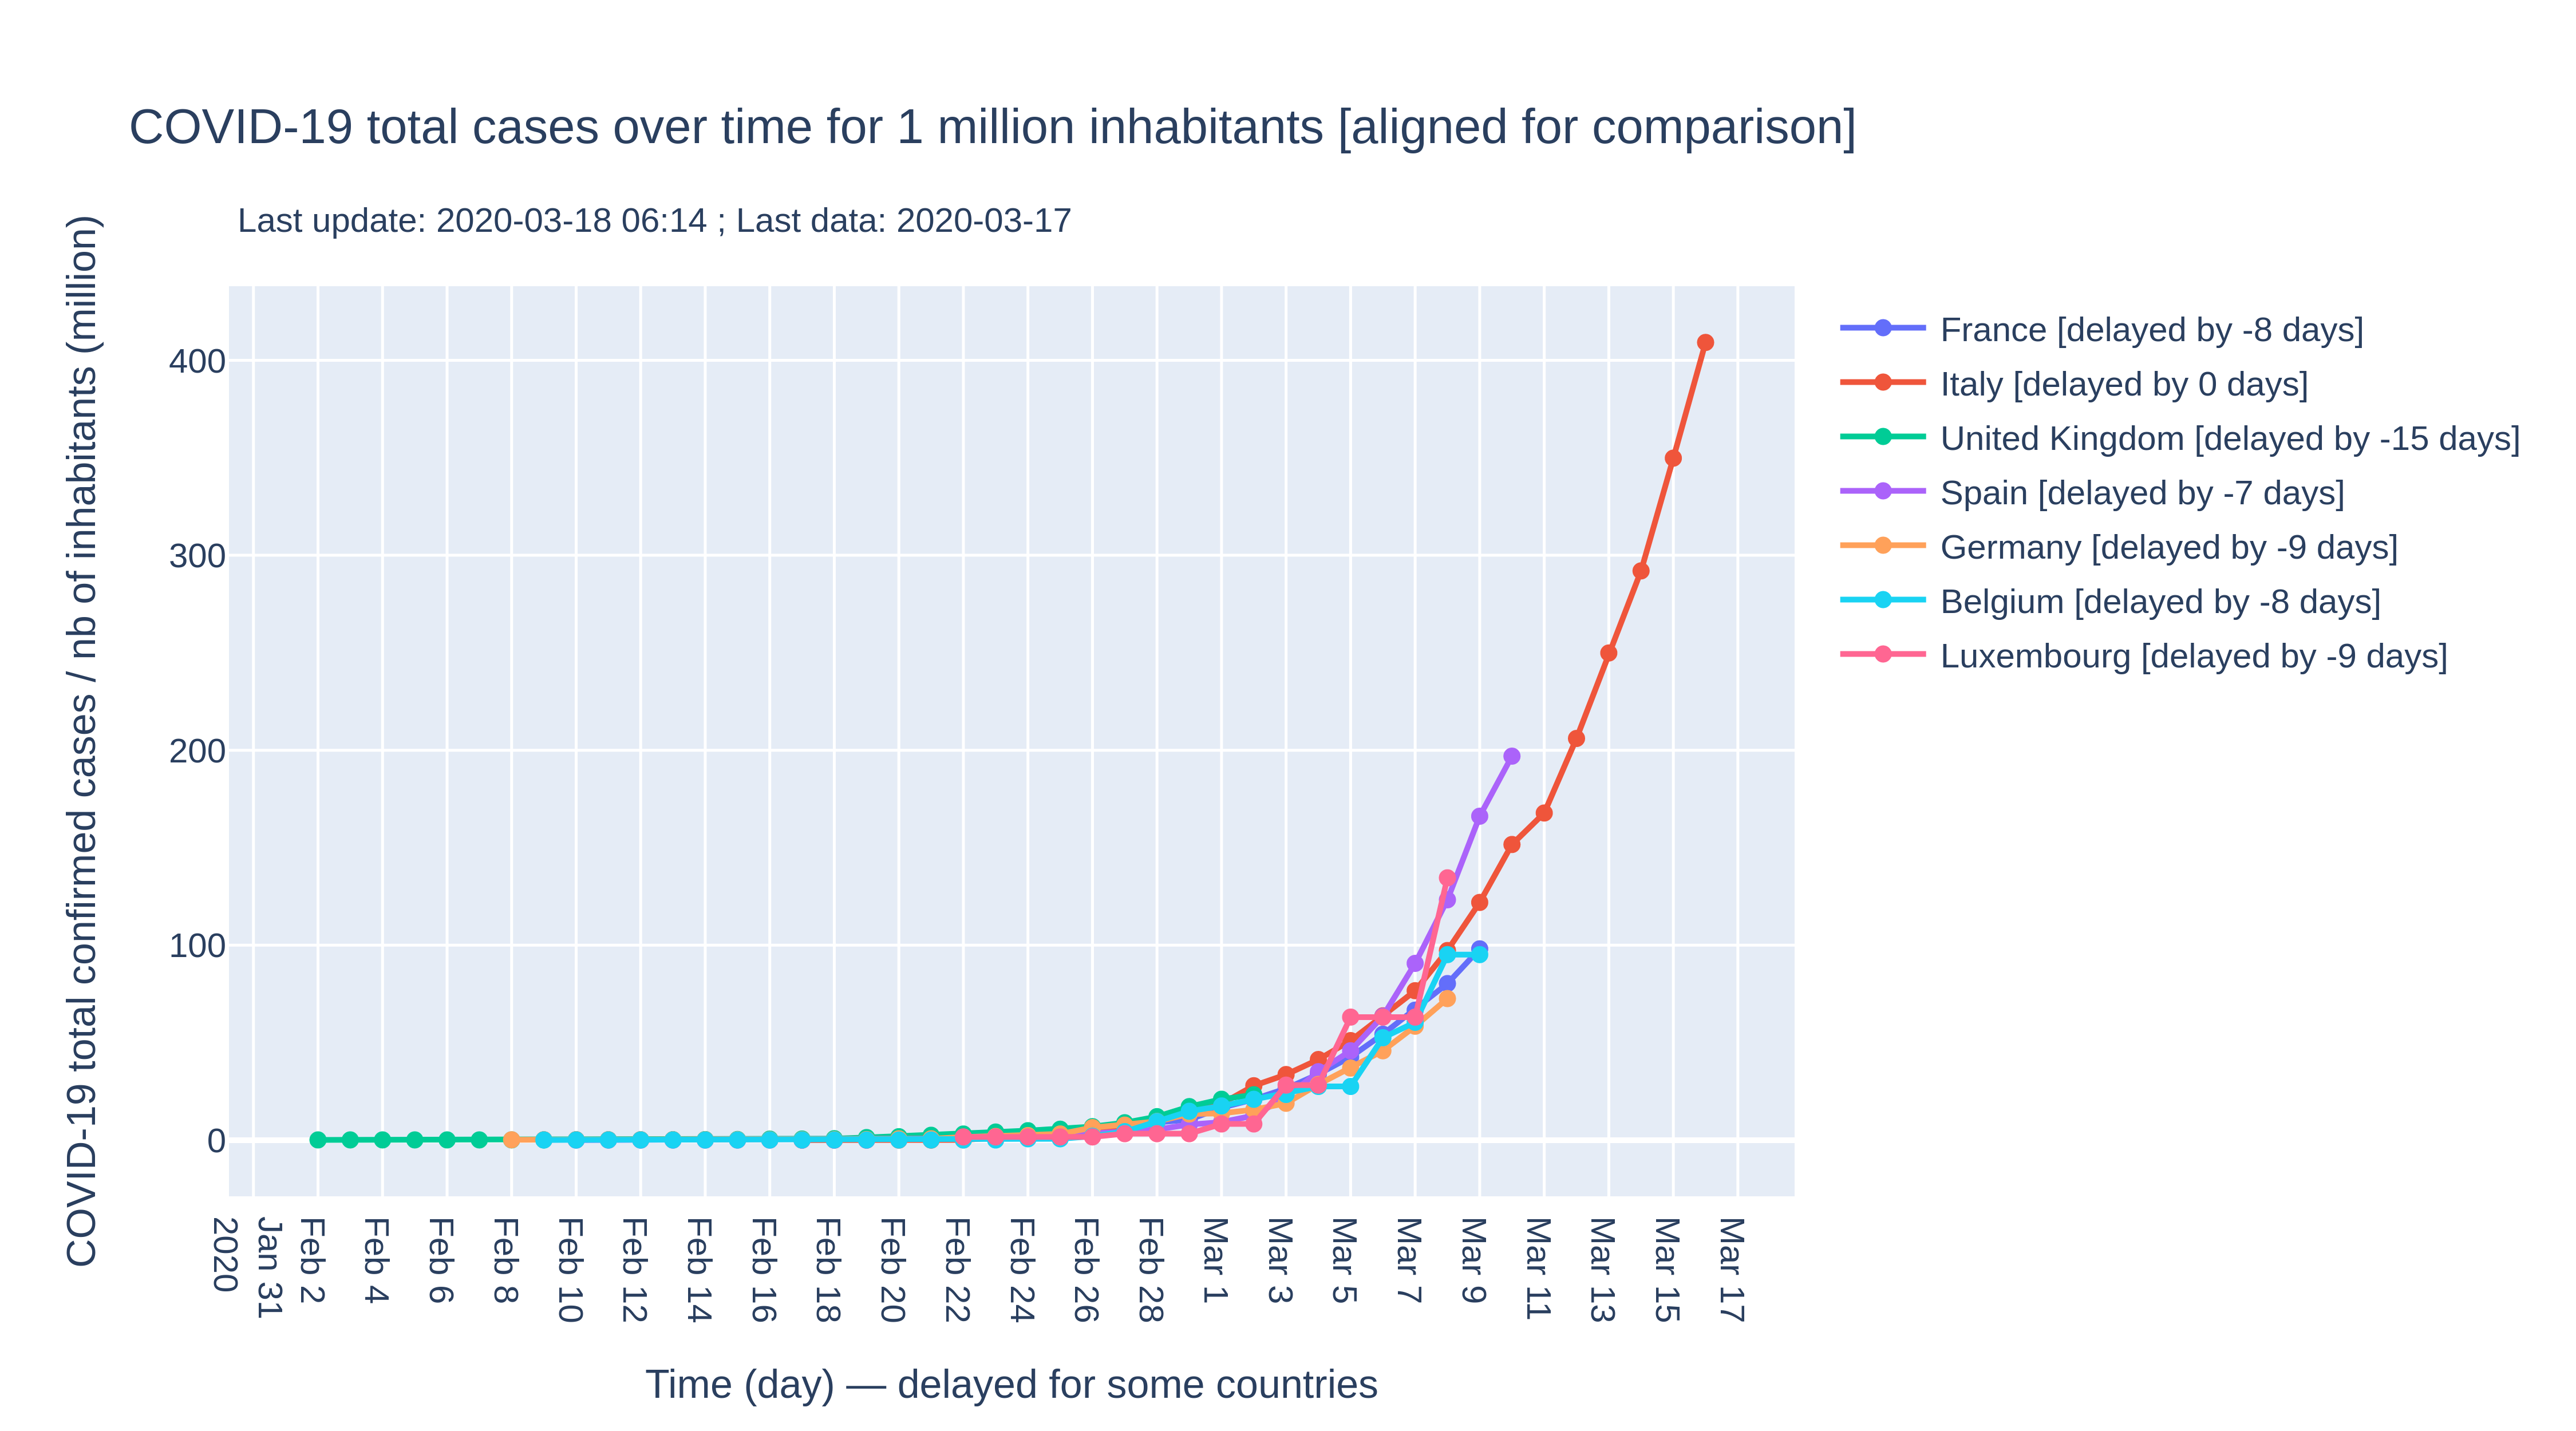 COVID-19 total cases over time for 1 million inhabitants [aligned for comparison]
Last update: 2020-03-18 06:14 ; Last data: 2020-03-17
COVID-19 total confirmed cases / nb of inhabitants (million)
400
300
200
100
0
Jan 31
2020
Feb 2
Feb 4
Feb 6
Feb 8
Feb 10
Feb 12
Feb 14
Feb 16
Feb 18
Feb 20
Feb 22
Feb 24
Feb 26
Feb 28
Mar 1
Mar 3
Mar 5
Mar 7
Mar 9
Mar 11
Mar 13
Mar 15
Mar 17
Time (day) — delayed for some countries
France [delayed by -8 days]
Italy [delayed by 0 days]
United Kingdom [delayed by -15 days]
Spain [delayed by -7 days]
Germany [delayed by -9 days]
Belgium [delayed by -8 days]
Luxembourg [delayed by -9 days]